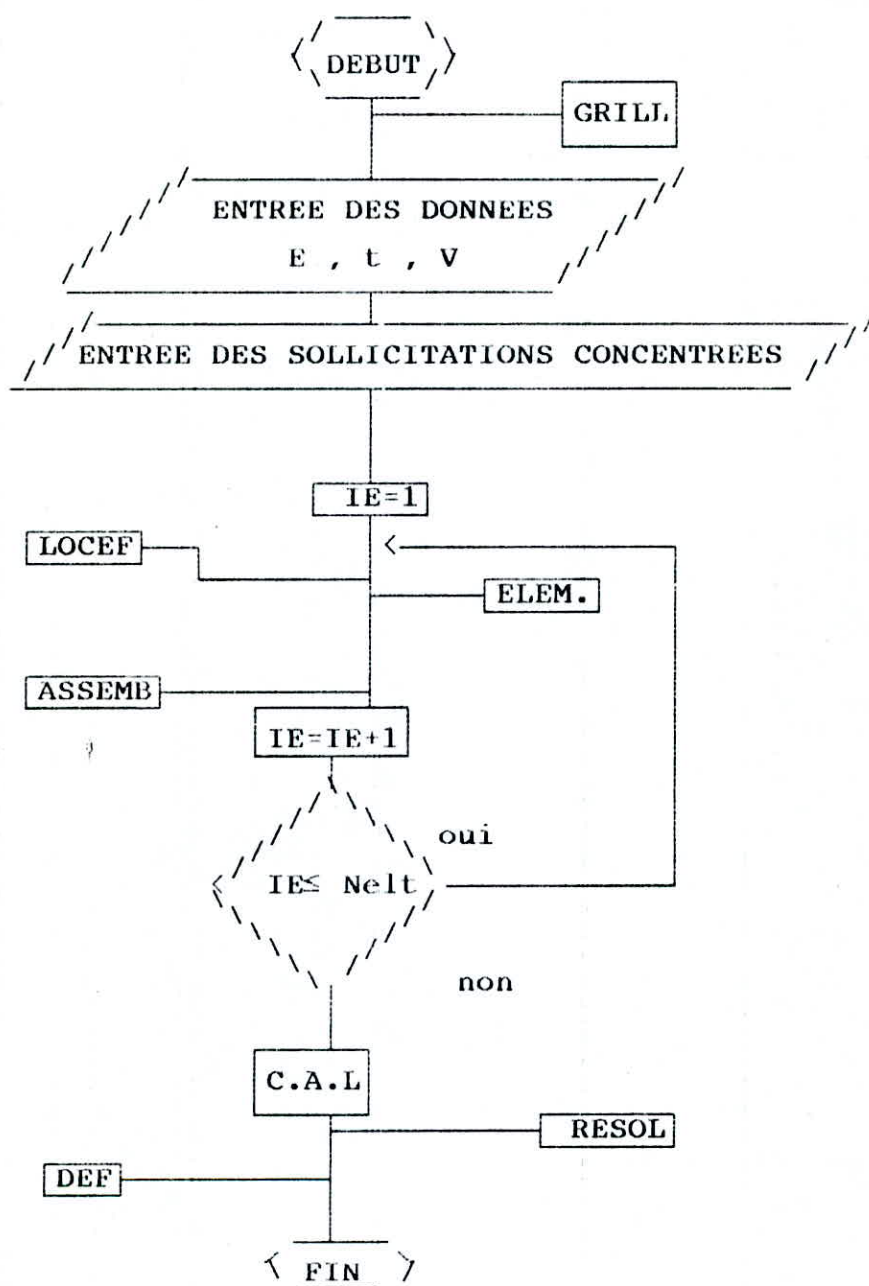 DEBUT
GRILL
ENTREE DES DONNEES
E , t , V
ENTREE DES SOLLICITATIONS CONCENTREES
IE=1
LOCEF
ELEM.
ASSEMB
IE=IE+1
oui
IE≤ Nelt
non
C.A.L
RESOL
DEF
FIN